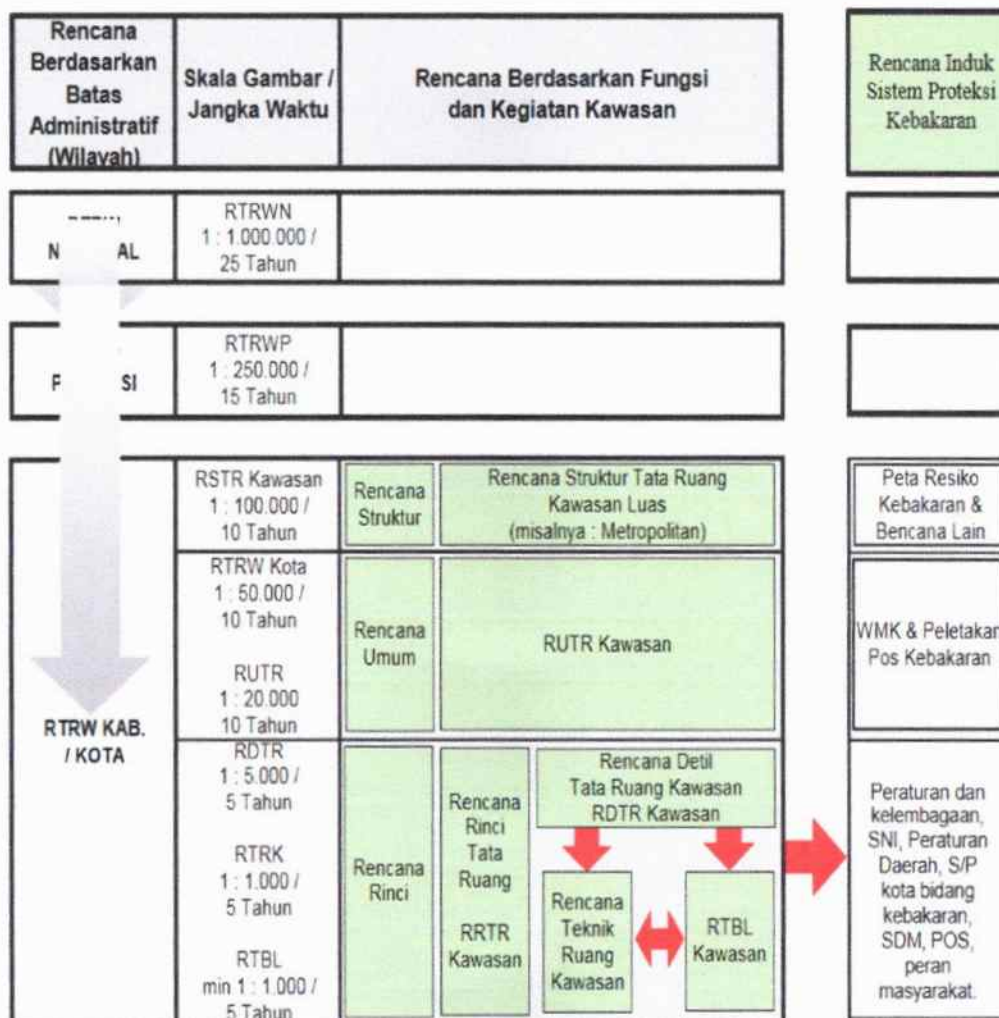 Rencana
Berdasarkan
Batas
Administratif
(Wilayah)
Skala Gambar /
Jangka Waktu
Rencana Berdasarkan Fungsi
dan Kegiatan Kawasan
Rencana Induk
Sistem Proteksi
Kebakaran
RTRWN
1 : 1.000.000 /
25 Tahun
RTRWP
1 : 250.000 /
15 Tahun
RTRW KAB.
/ KOTA
RSTR Kawasan
1 : 100.000 /
10 Tahun
Rencana
Struktur
Rencana Struktur Tata Ruang
Kawasan Luas
(misalnya : Metropolitan)
Peta Resiko
Kebakaran &
Bencana Lain
RTRW Kota
1 : 50.000 /
10 Tahun
RUTR
1 : 20.000
10 Tahun
Rencana
Umum
RUTR Kawasan
WMK & Peletakan
Pos Kebakaran
RDTR
1 : 5.000 /
5 Tahun
RTRK
1 : 1.000 /
5 Tahun
RTBL
min 1 : 1.000 /
5 Tahun
Rencana
Rinci
Rencana
Rinci
Tata
Ruang
RRTR
Kawasan
Rencana Detil
Tata Ruang Kawasan
RDTR Kawasan
Rencana
Teknik
Ruang
Kawasan
RTBL
Kawasan
Peraturan dan
kelembagaan,
SNI, Peraturan
Daerah, S/P
kota bidang
kebakaran,
SDM, POS,
peran
masyarakat.